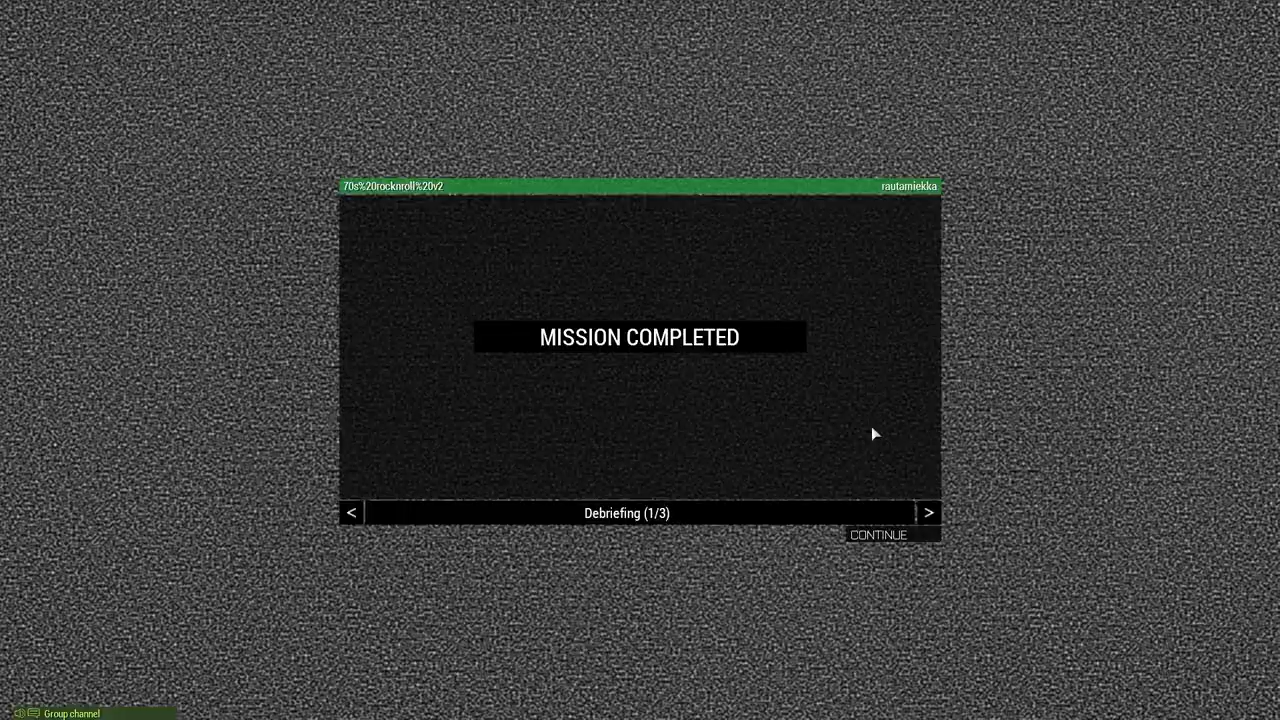 70s%20rocknroll%20v2 rautamiekka
MISSION COMPLETED
< Debriefing (1/3) >
CONTINUE
Group channel